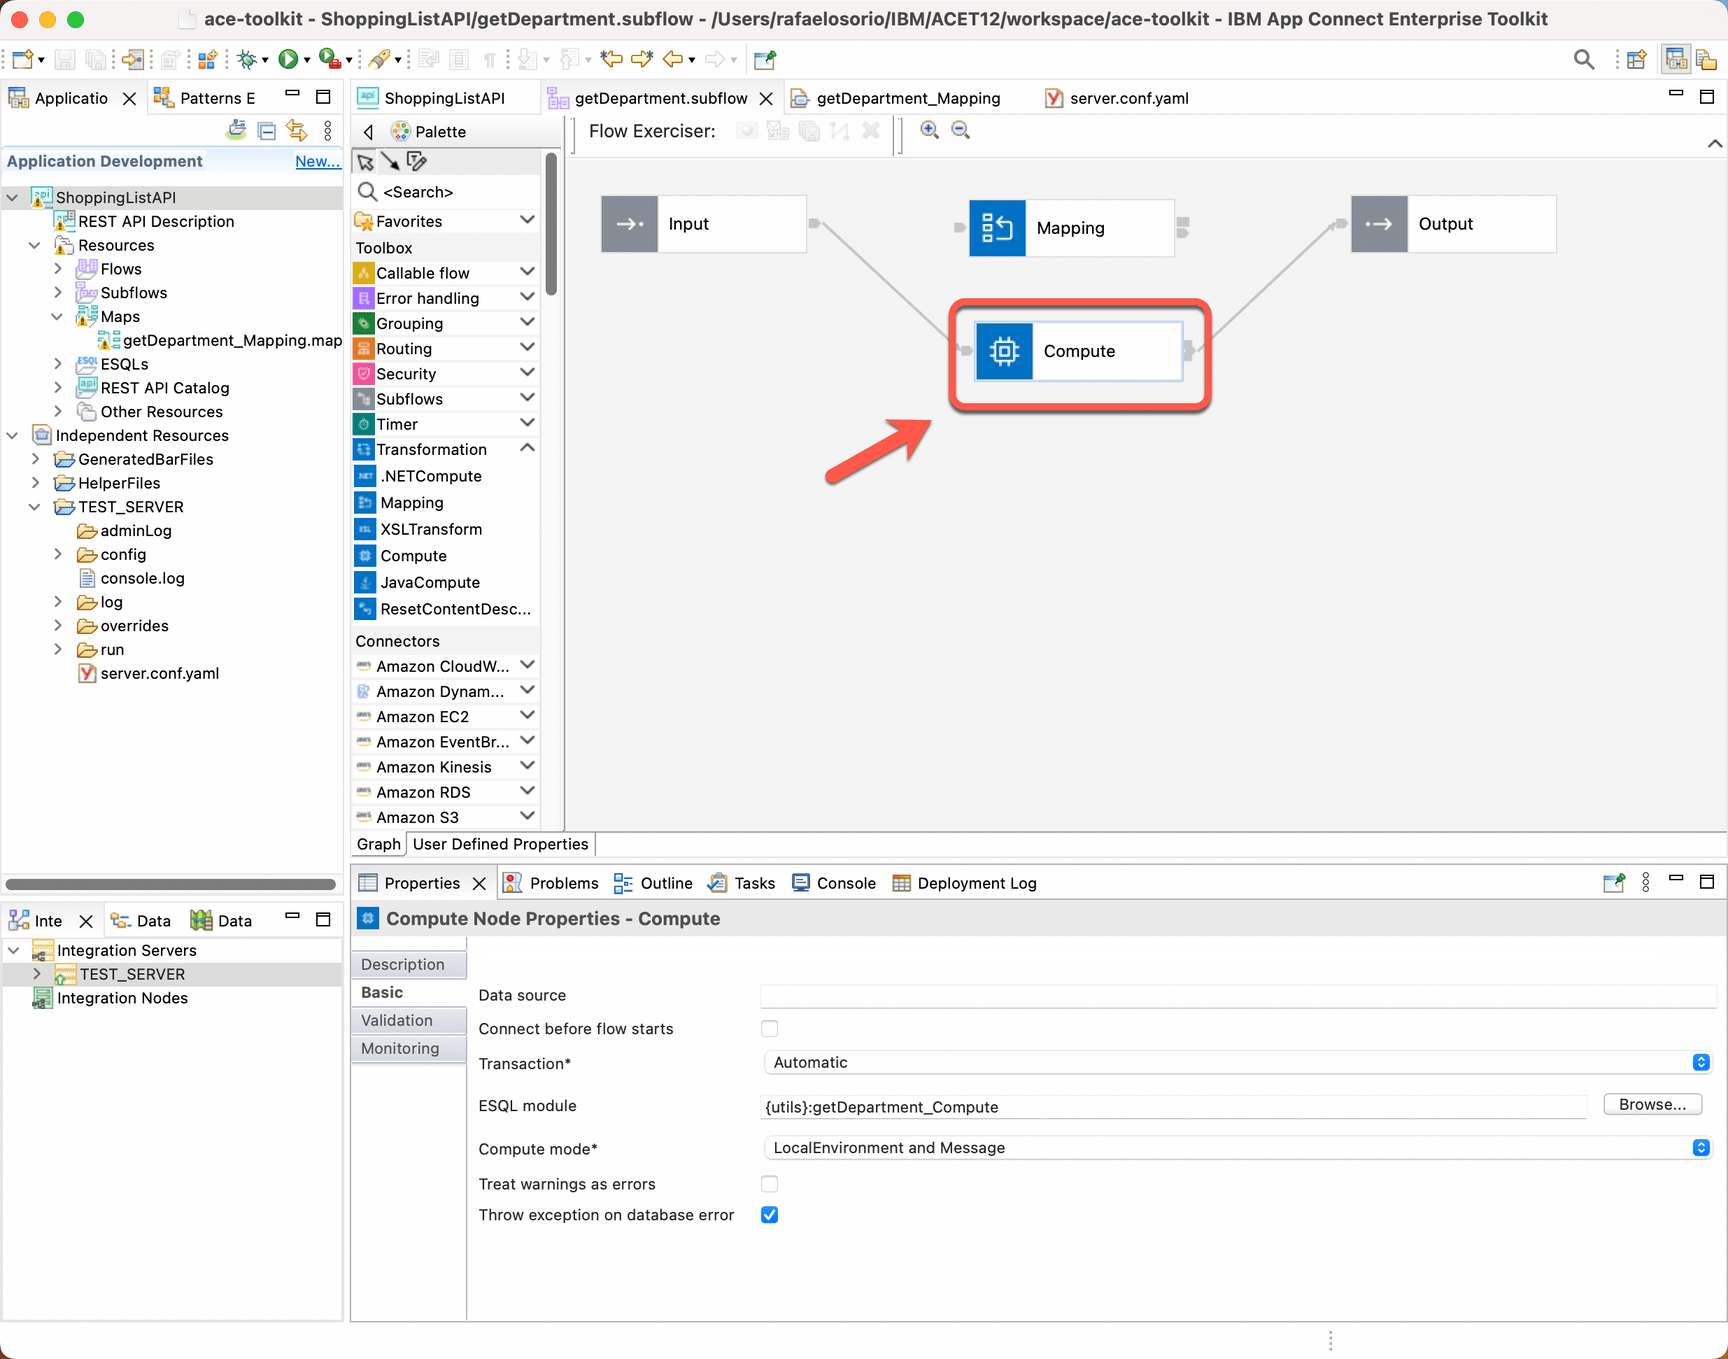 ace-toolkit - ShoppingListAPI/getDepartment.subflow - /Users/rafaelosorio/IBM/ACET12/workspace/ace-toolkit - IBM App Connect Enterprise Toolkit
Applicatio
Patterns E
Application Development
New...
ShoppingListAPI
REST API Description
Resources
Flows
Subflows
Maps
getDepartment_Mapping.map
ESQLs
REST API Catalog
Other Resources
Independent Resources
GeneratedBarFiles
HelperFiles
TEST_SERVER
adminLog
config
console.log
log
overrides
run
server.conf.yaml
Inte
Data
Data
Integration Servers
TEST_SERVER
Integration Nodes
ShoppingListAPI
getDepartment.subflow
getDepartment_Mapping
server.conf.yaml
Palette
<Search>
Favorites
Toolbox
Callable flow
Error handling
Grouping
Routing
Security
Subflows
Timer
Transformation
.NETCompute
Mapping
XSLTransform
Compute
JavaCompute
ResetContentDesc...
Connectors
Amazon CloudW...
Amazon Dynam...
Amazon EC2
Amazon EventBr...
Amazon Kinesis
Amazon RDS
Amazon S3
Flow Exerciser:
Input
Mapping
Output
Compute
Graph
User Defined Properties
Properties
Problems
Outline
Tasks
Console
Deployment Log
Compute Node Properties - Compute
Description
Basic
Validation
Monitoring
Data source
Connect before flow starts
Transaction*
Automatic
ESQL module
{utils}:getDepartment_Compute
Browse...
Compute mode*
LocalEnvironment and Message
Treat warnings as errors
Throw exception on database error